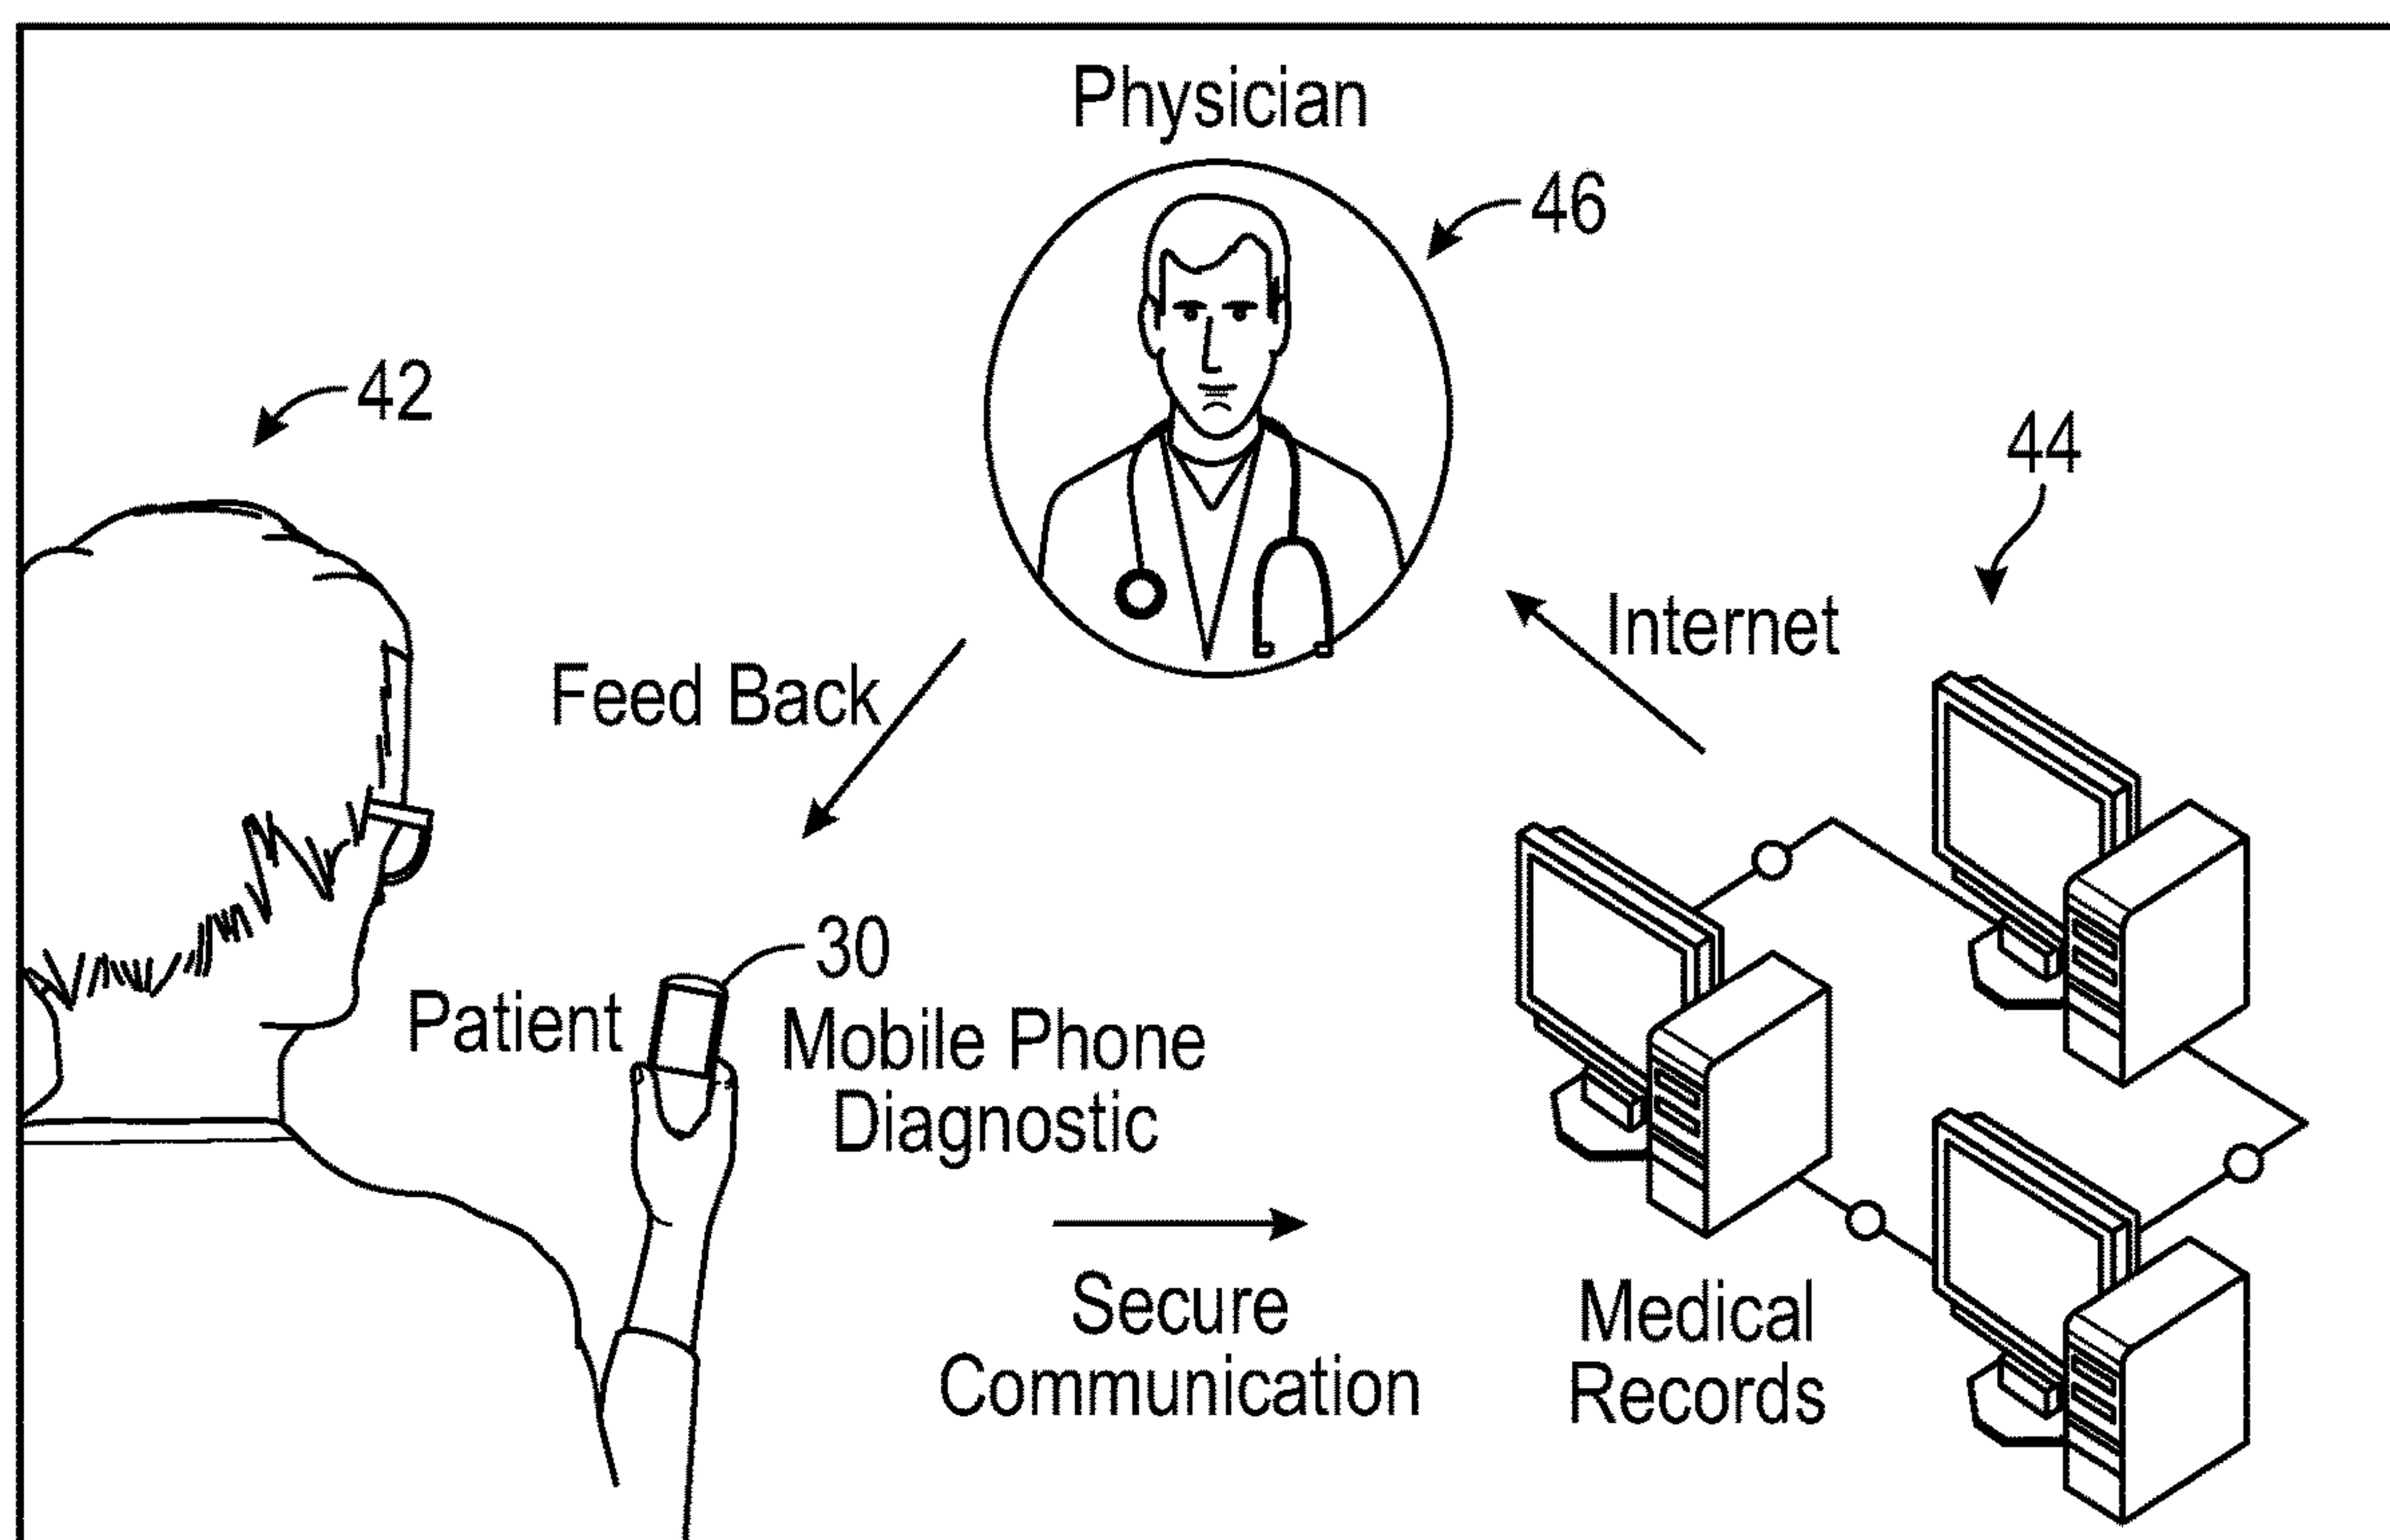 Physician
46
42
44
Internet
Feed Back
30
Patient
Mobile Phone
Diagnostic
Secure
Communication
Medical
Records